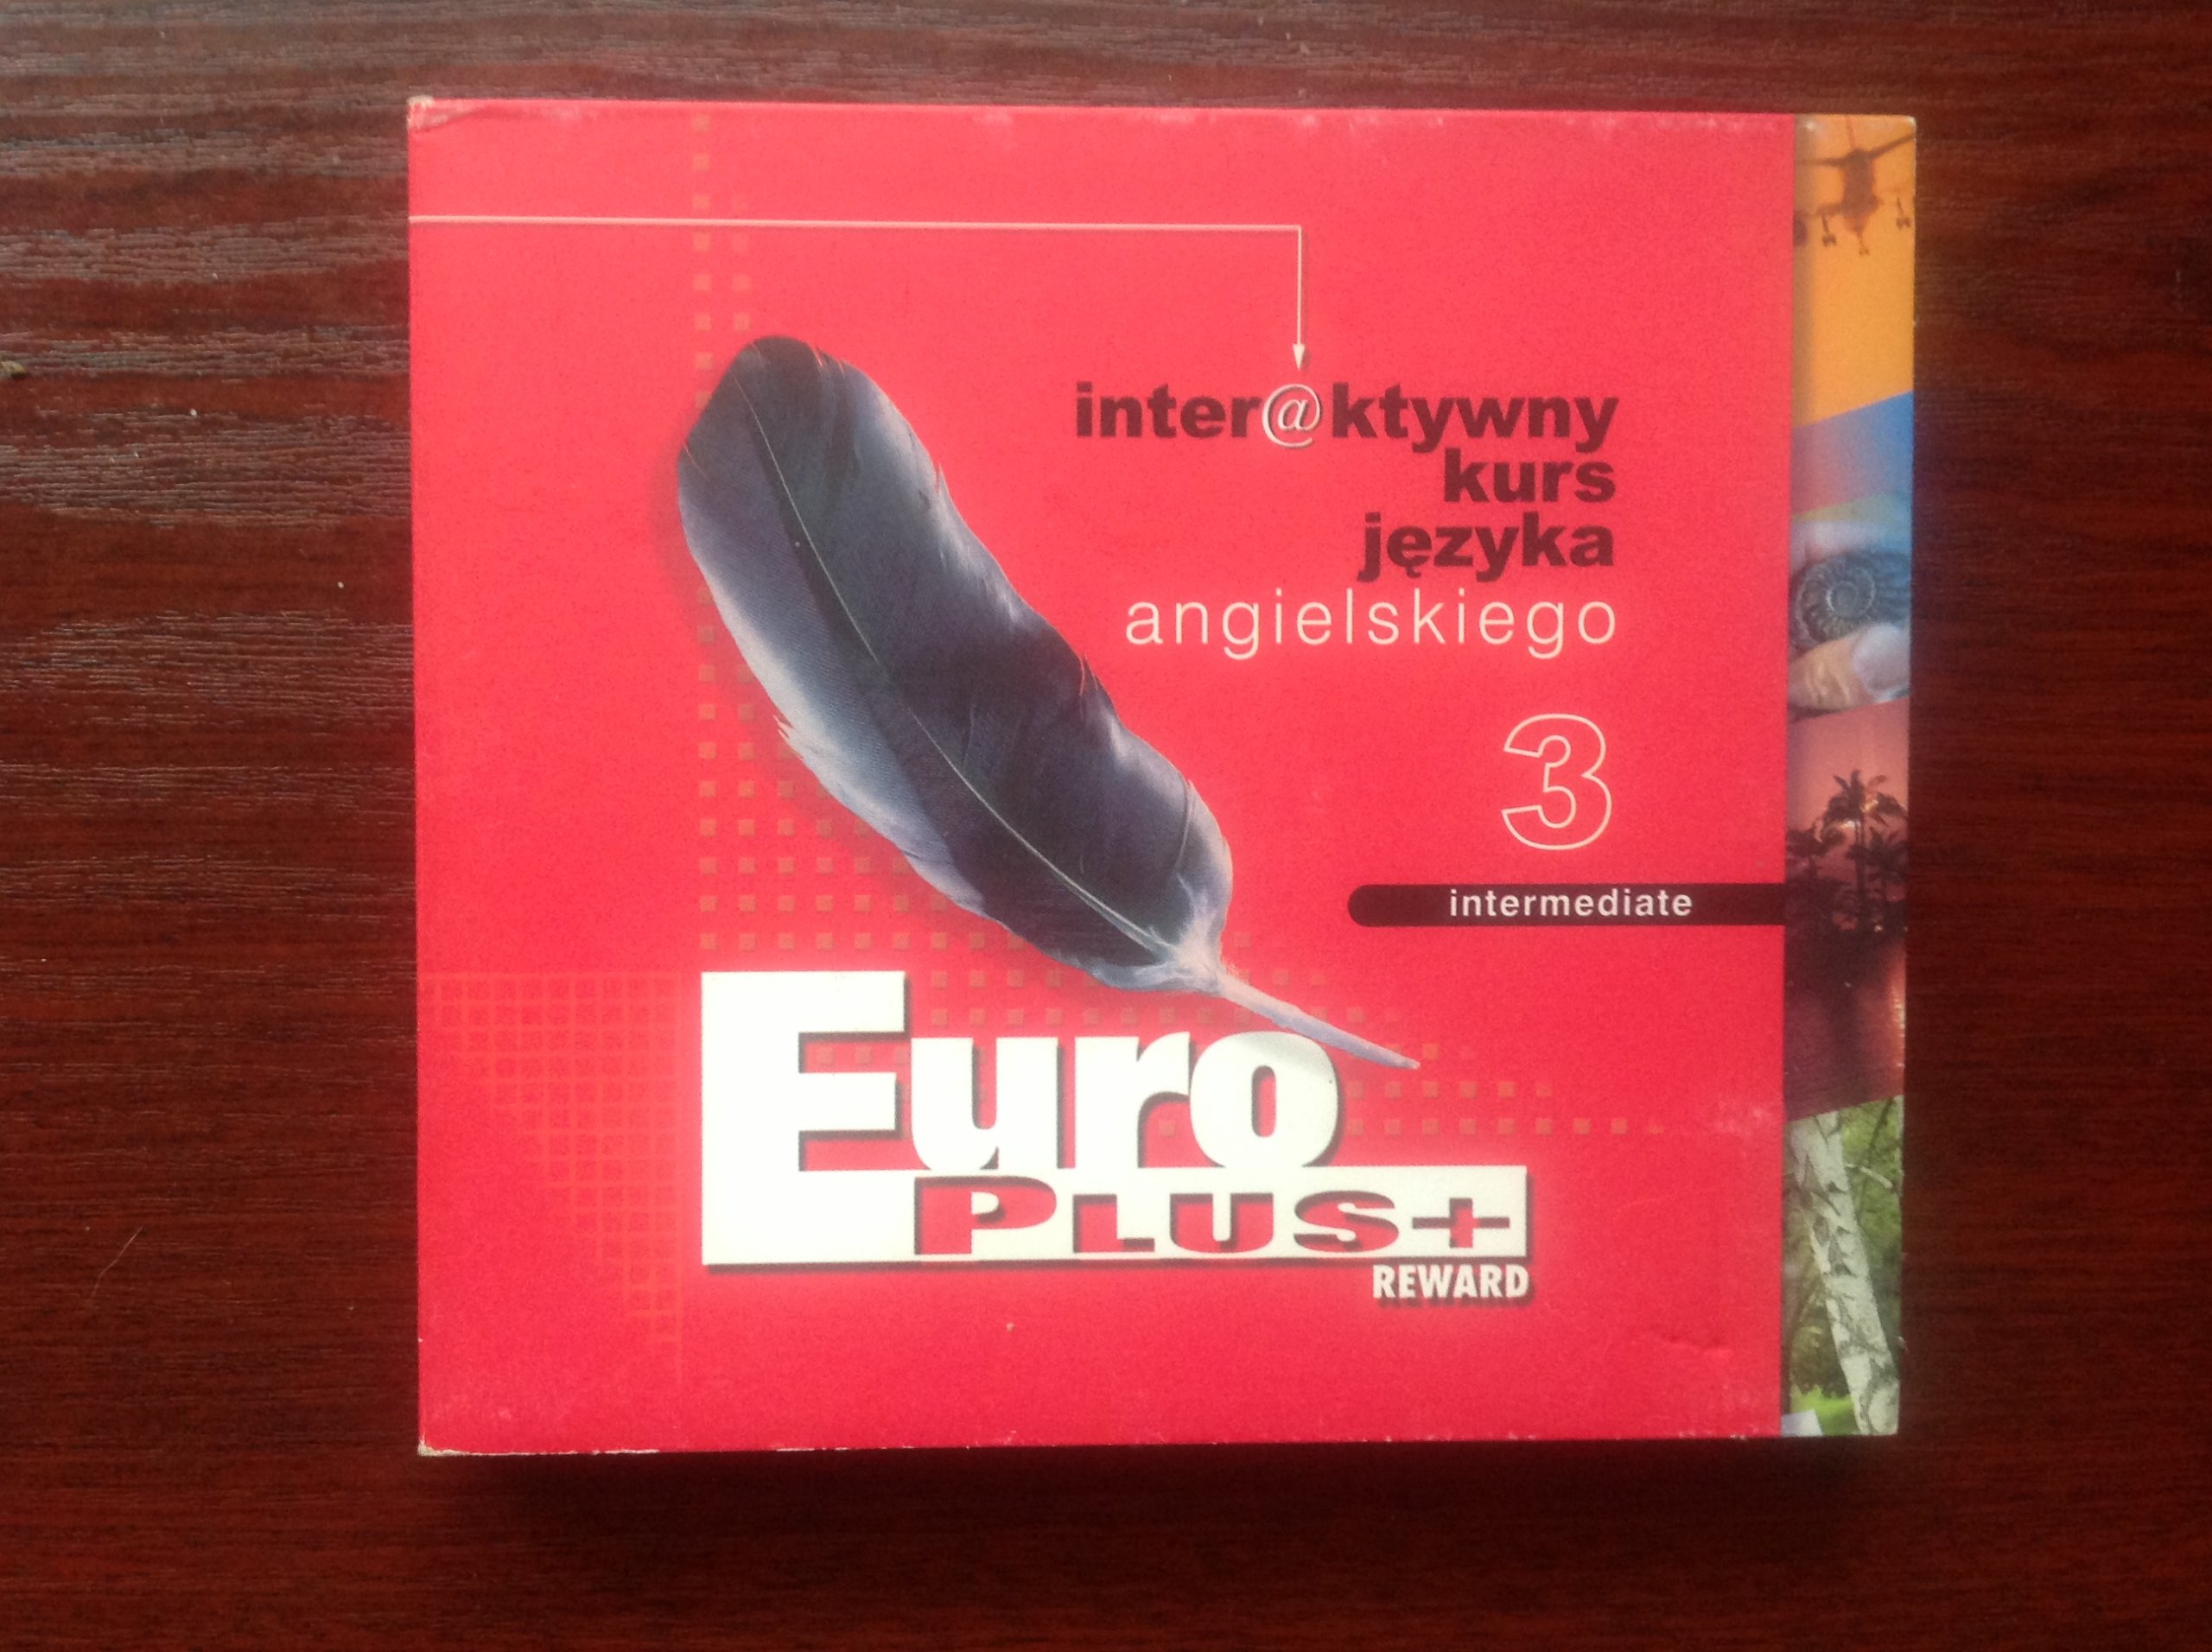 inter@ktywny
kurs
języka
angielskiego
3
intermediate
Euro
PLUS+
REWARD